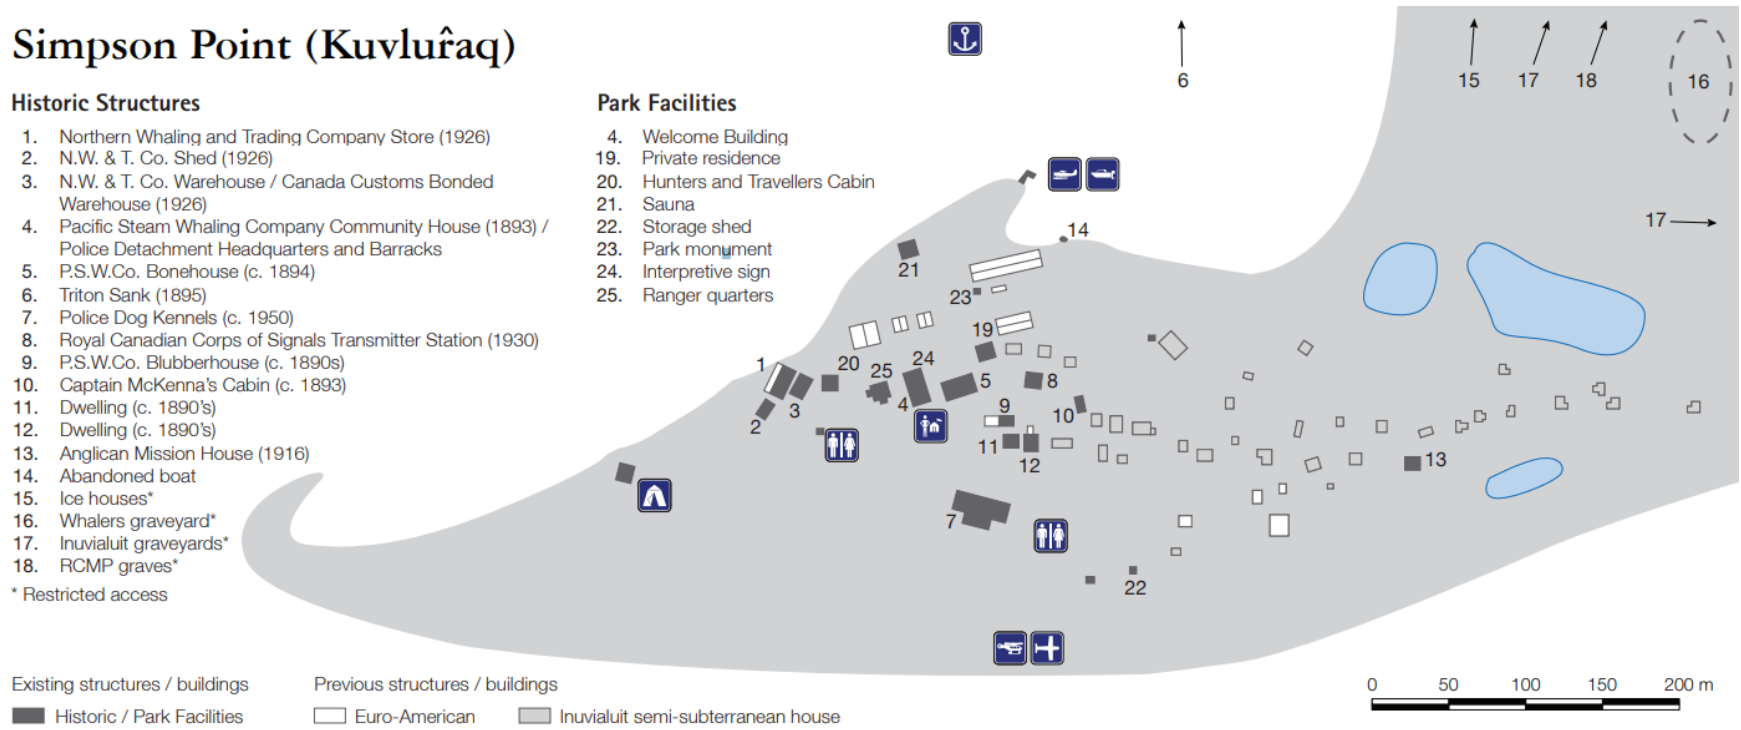 Simpson Point (Kuvluȓaq)
Historic Structures
1. Northern Whaling and Trading Company Store (1926)
2. N.W. & T. Co. Shed (1926)
3. N.W. & T. Co. Warehouse / Canada Customs Bonded
Warehouse (1926)
4. Pacific Steam Whaling Company Community House (1893) /
Police Detachment Headquarters and Barracks
5. P.S.W.Co. Bonehouse (c. 1894)
6. Triton Sank (1895)
7. Police Dog Kennels (c. 1950)
8. Royal Canadian Corps of Signals Transmitter Station (1930)
9. P.S.W.Co. Blubberhouse (c. 1890s)
10. Captain McKenna's Cabin (c. 1893)
11. Dwelling (c. 1890's)
12. Dwelling (c. 1890's)
13. Anglican Mission House (1916)
14. Abandoned boat
15. Ice houses*
16. Whalers graveyard*
17. Inuvialuit graveyards*
18. RCMP graves*
* Restricted access
Park Facilities
4. Welcome Building
19. Private residence
20. Hunters and Travellers Cabin
21. Sauna
22. Storage shed
23. Park monument
24. Interpretive sign
25. Ranger quarters
6
15
17
18
16
17
14
21
23
19
1
20
25
24
5
8
3
4
2
9
10
11
12
13
7
22
Existing structures / buildings
Historic / Park Facilities
Previous structures / buildings
Euro-American
Inuvialuit semi-subterranean house
0 50 100 150 200 m